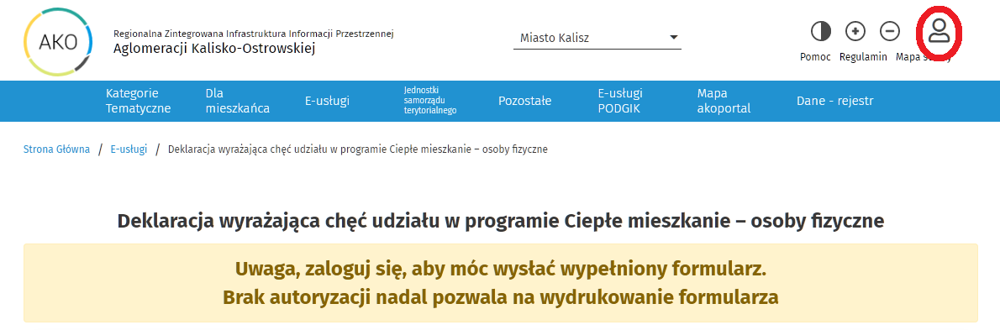 AKO
Regionalna Zintegrowana Infrastruktura Informacji Przestrzennej
Aglomeracji Kalisko-Ostrowskiej
Miasto Kalisz
Pomoc Regulamin Mapa
Kategorie
Tematyczne
Dla
mieszkańca
E-usługi
Jednostki
samorządu
terytorialnego
Pozostałe
E-usługi
PODGIK
Mapa
akoportal
Dane - rejestr
Strona Główna / E-usługi / Deklaracja wyrażająca chęć udziału w programie Ciepłe mieszkanie – osoby fizyczne
Deklaracja wyrażająca chęć udziału w programie Ciepłe mieszkanie – osoby fizyczne
Uwaga, zaloguj się, aby móc wysłać wypełniony formularz.
Brak autoryzacji nadal pozwala na wydrukowanie formularza